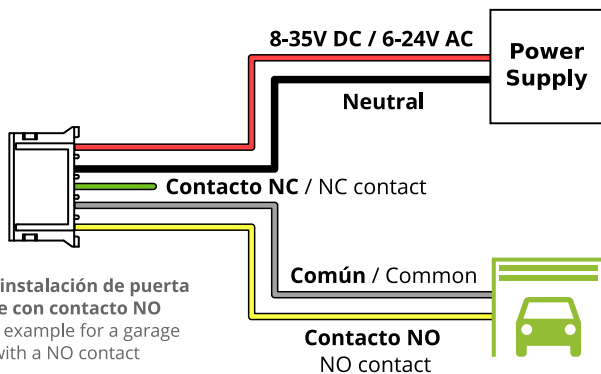 8-35V DC / 6-24V AC
Power
Supply
Neutral
Contacto NC / NC contact
Común / Common
Contacto NO
NO contact
instalación de puerta
e con contacto NO
example for a garage
with a NO contact